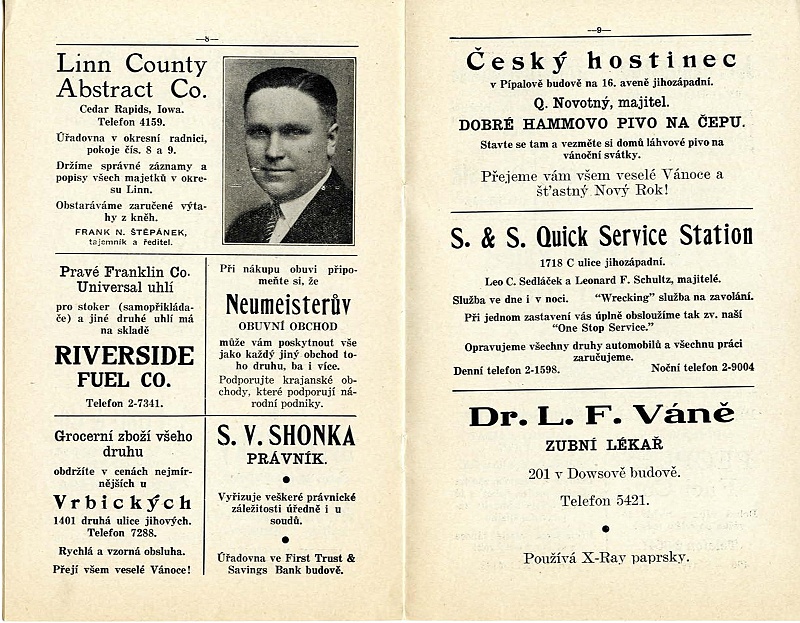 —8—
Linn County
Abstract Co.
Cedar Rapids, Iowa.
Telefon 4159.
Úřadovna v okresní radnici,
pokoje čís. 8 a 9.
Držíme správné záznamy a
popisy všech majetků v okre-
su Linn.
Obstaráváme zaručené výta-
hy z kněh.
FRANK N. ŠTĚPÁNEK,
tajemník a ředitel.
Pravé Franklin Co.
Universal uhlí
pro stoker (samopřikláda-
če) a jiné druhé uhlí má
na skladě
RIVERSIDE
FUEL CO.
Telefon 2-7341.
Při nákupu obuvi připo-
meňte si, že
Neumeisterův
OBUVNÍ OBCHOD
může vám poskytnout vše
jako každý jiný obchod to-
ho druhu, ba i více.
Podporujte krajanské ob-
chody, které podporují ná-
rodní podniky.
Grocerní zboží všeho
druhu
obdržíte v cenách nejmír-
nějších u
Vrbických
1401 druhá ulice jihových.
Telefon 7288.
Rychlá a vzorná obsluha.
Přejí všem veselé Vánoce!
S. V. SHONKA
PRÁVNÍK.
Vyřizuje veškeré právnické
záležitosti úředně i u
soudů.
Úřadovna ve First Trust &
Savings Bank budově.
—9—
Český hostinec
v Pípalově budově na 16. aveně jihozápadní.
Q. Novotný, majitel.
DOBRÉ HAMMOVO PIVO NA ČEPU.
Stavte se tam a vezměte si domů láhvové pivo na
vánoční svátky.
Přejeme vám všem veselé Vánoce a
šťastný Nový Rok!
S. & S. Quick Service Station
1718 C ulice jihozápadní.
Leo C. Sedláček a Leonard F. Schultz, majitelé.
Služba ve dne i v noci. "Wrecking" služba na zavolání.
Při jednom zastavení vás úplně obsloužíme tak zv. naší
"One Stop Service."
Opravujeme všechny druhy automobilů a všechnu práci
zaručujeme.
Denní telefon 2-1598. Noční telefon 2-9004
Dr. L. F. Váně
ZUBNÍ LÉKAŘ
201 v Dowsově budově.
Telefon 5421.
Používá X-Ray paprsky.